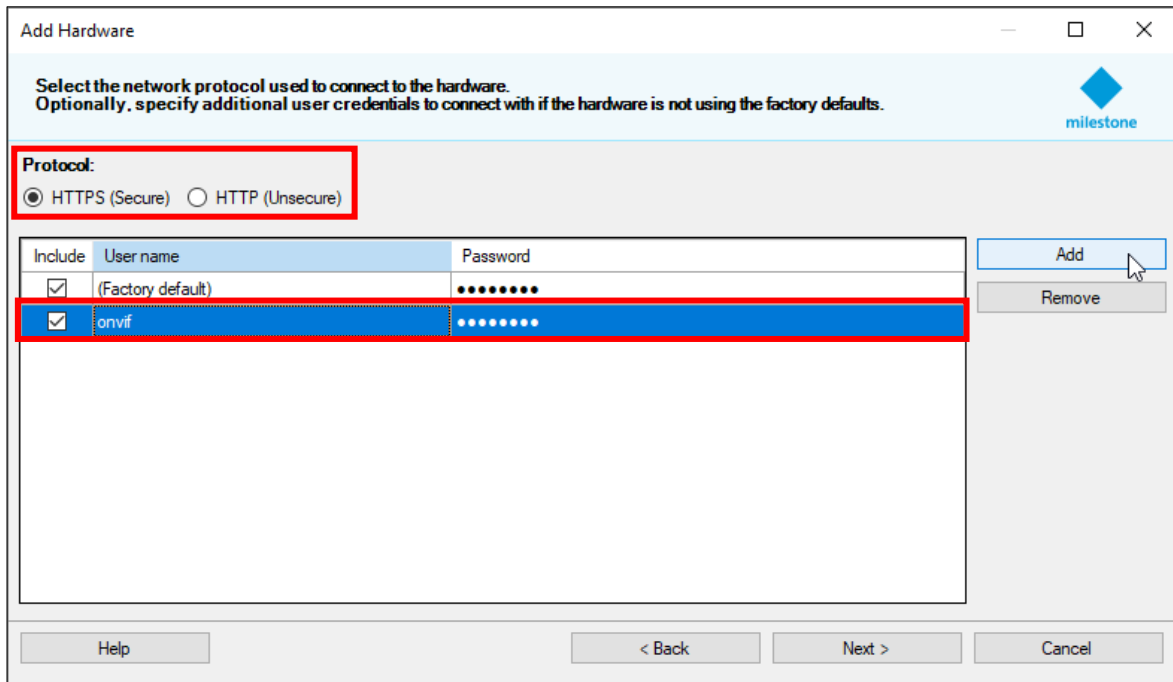 Add Hardware
Select the network protocol used to connect to the hardware.
Optionally, specify additional user credentials to connect with if the hardware is not using the factory defaults.
milestone
Protocol:
HTTPS (Secure) HTTP (Unsecure)
Include User name Password
(Factory default) ●●●●●●●●
onvif ●●●●●●●●
Add
Remove
Help < Back Next > Cancel